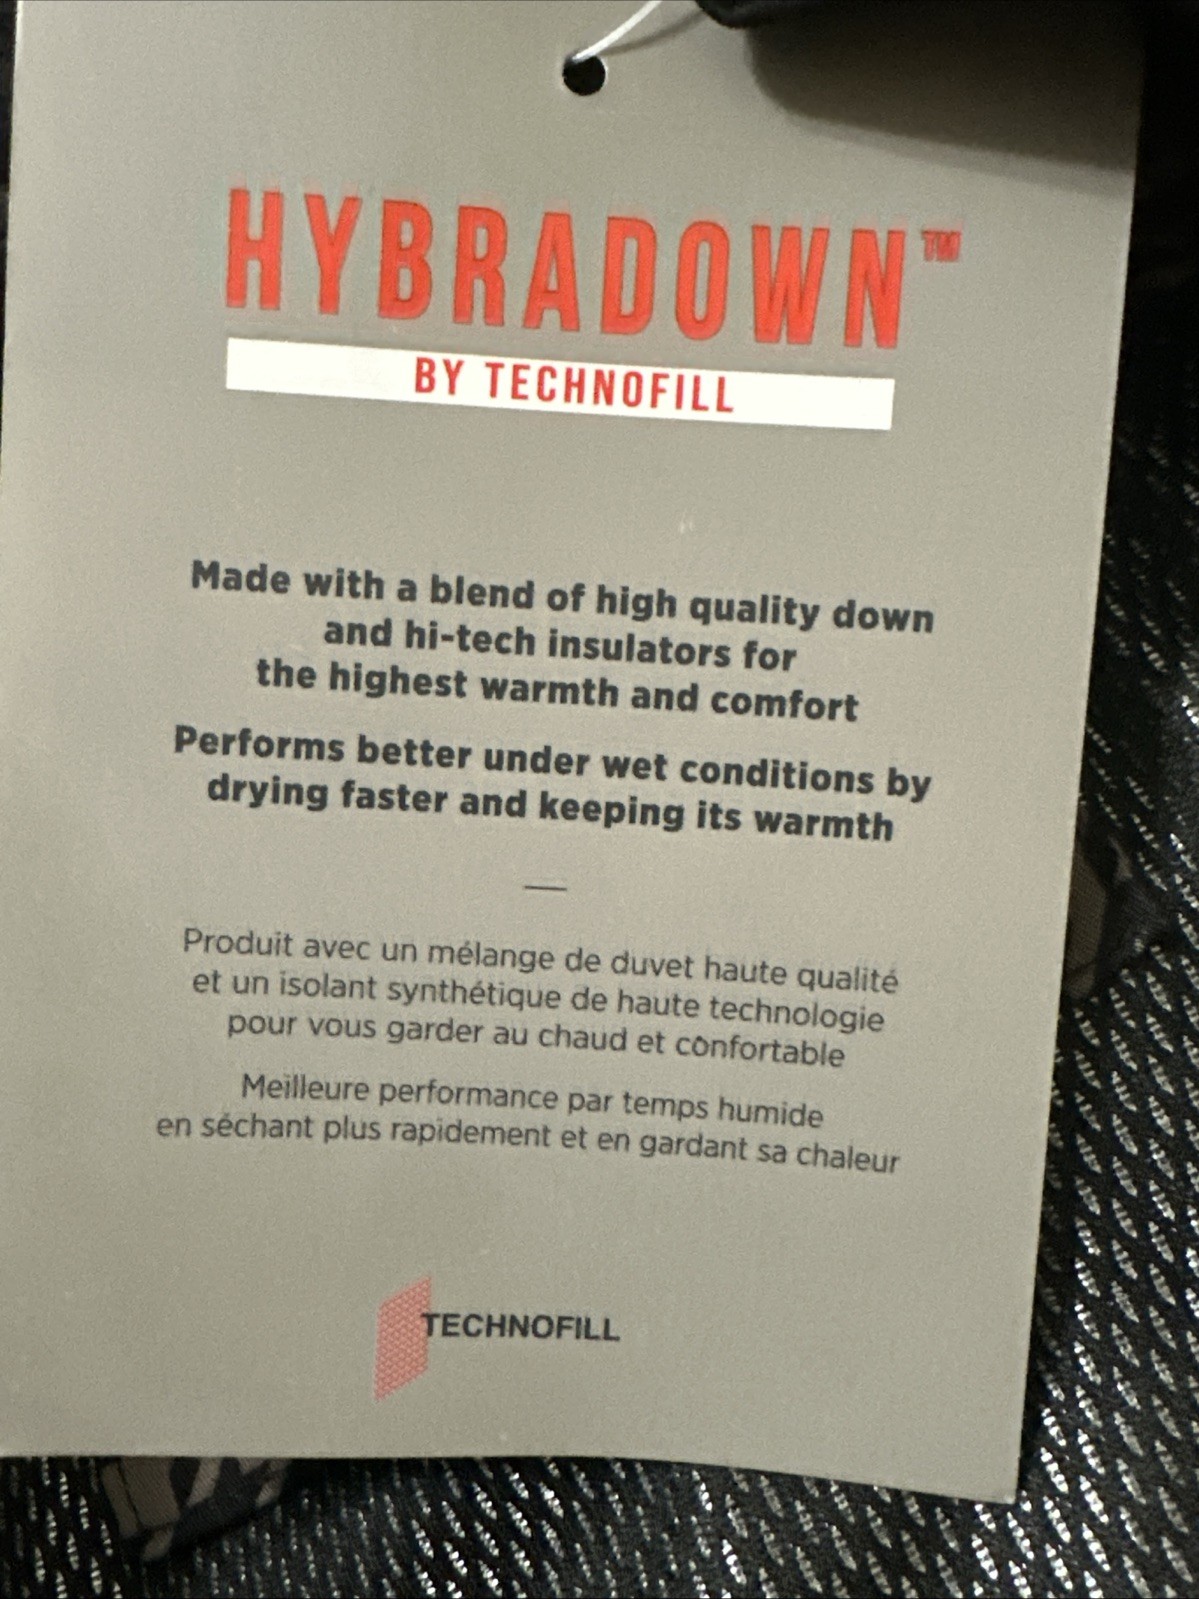 HYBRADOWN™
BY TECHNOFILL
Made with a blend of high quality down
and hi-tech insulators for
the highest warmth and comfort
Performs better under wet conditions by
drying faster and keeping its warmth
—
Produit avec un mélange de duvet haute qualité
et un isolant synthétique de haute technologie
pour vous garder au chaud et confortable
Meilleure performance par temps humide
en séchant plus rapidement et en gardant sa chaleur
TECHNOFILL